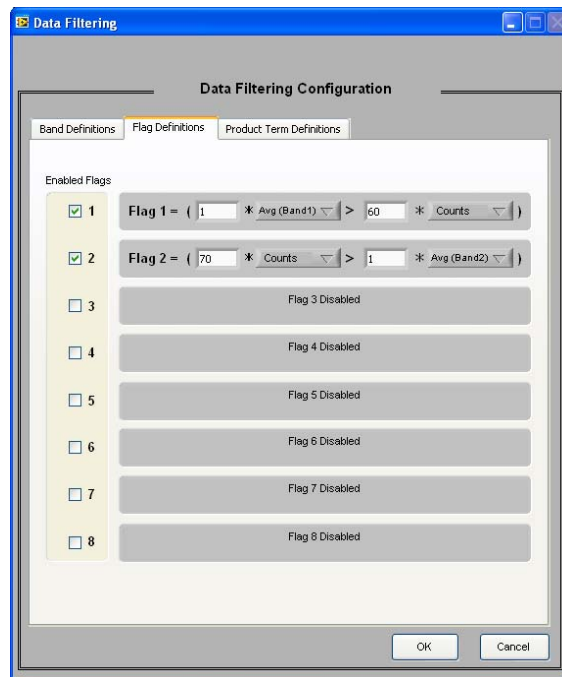 Data Filtering
Data Filtering Configuration
Band Definitions Flag Definitions Product Term Definitions
Enabled Flags
1 Flag 1 = ( 1 * Avg (Band1) > 60 * Counts )
2 Flag 2 = ( 70 * Counts > 1 * Avg (Band2) )
3 Flag 3 Disabled
4 Flag 4 Disabled
5 Flag 5 Disabled
6 Flag 6 Disabled
7 Flag 7 Disabled
8 Flag 8 Disabled
OK Cancel